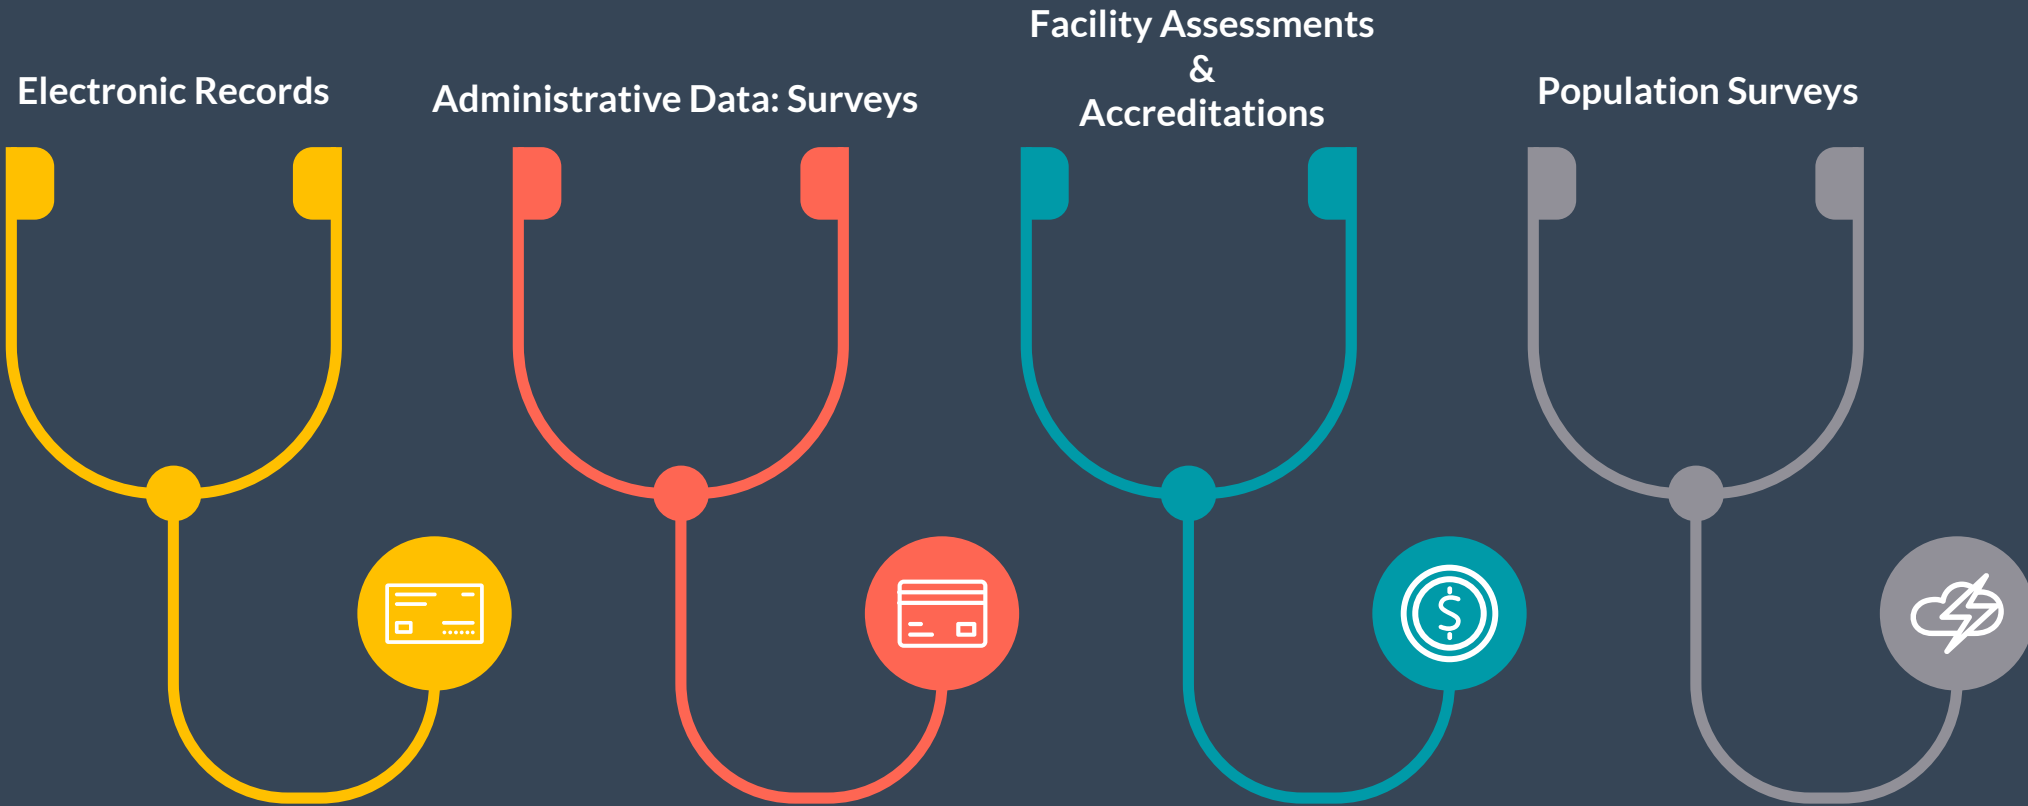 Electronic Records
Administrative Data: Surveys
Facility Assessments
&
Accreditations
Population Surveys
$